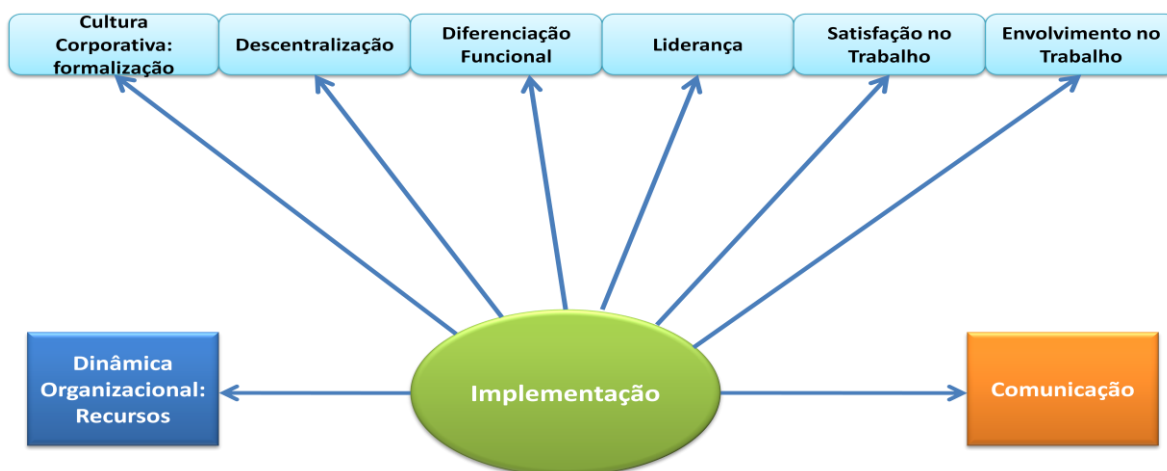 Cultura
Corporativa:
formalização
Descentralização
Diferenciação
Funcional
Liderança
Satisfação no
Trabalho
Envolvimento no
Trabalho
Dinâmica
Organizacional:
Recursos
Implementação
Comunicação